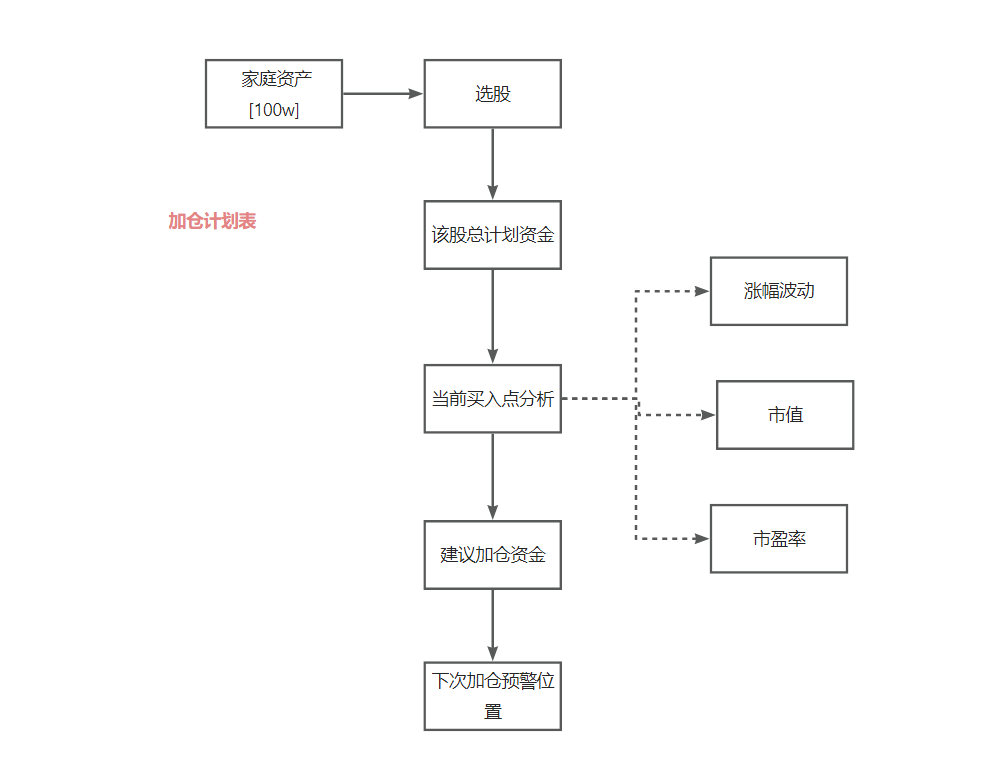 家庭资产
[100w]
选股
加仓计划表
该股总计划资金
涨幅波动
当前买入点分析
市值
市盈率
建议加仓资金
下次加仓预警位
置